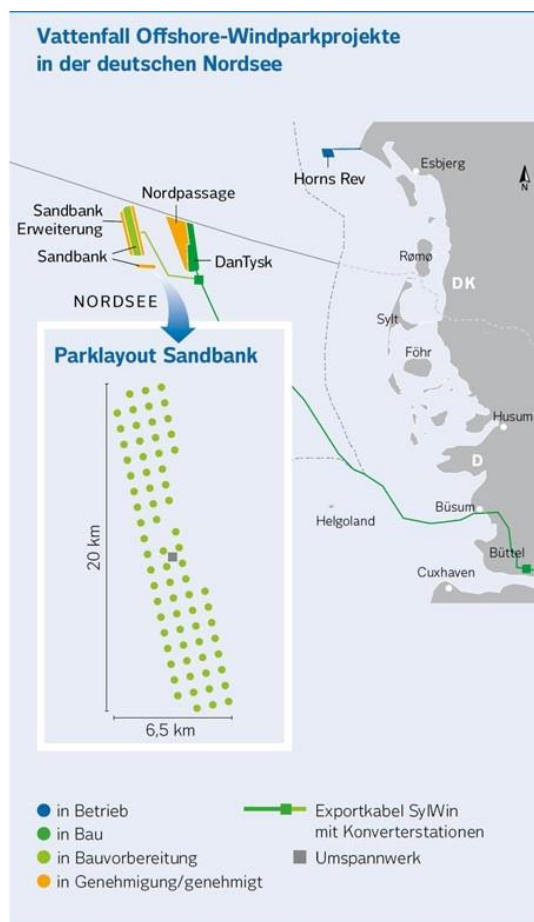 Vattenfall Offshore-Windparkprojekte
in der deutschen Nordsee
Esbjerg
Horns Rev
N
Nordpassage
Sandbank
Erweiterung
Sandbank
DanTysk
Rømø
DK
NORDSEE
Sylt
Parklayout Sandbank
Föhr
Husum
D
20 km
Helgoland
Büsum
Büttel
Cuxhaven
6,5 km
in Betrieb
in Bau
in Bauvorbereitung
in Genehmigung/genehmigt
Exportkabel SylWin
mit Konverterstationen
Umspannwerk